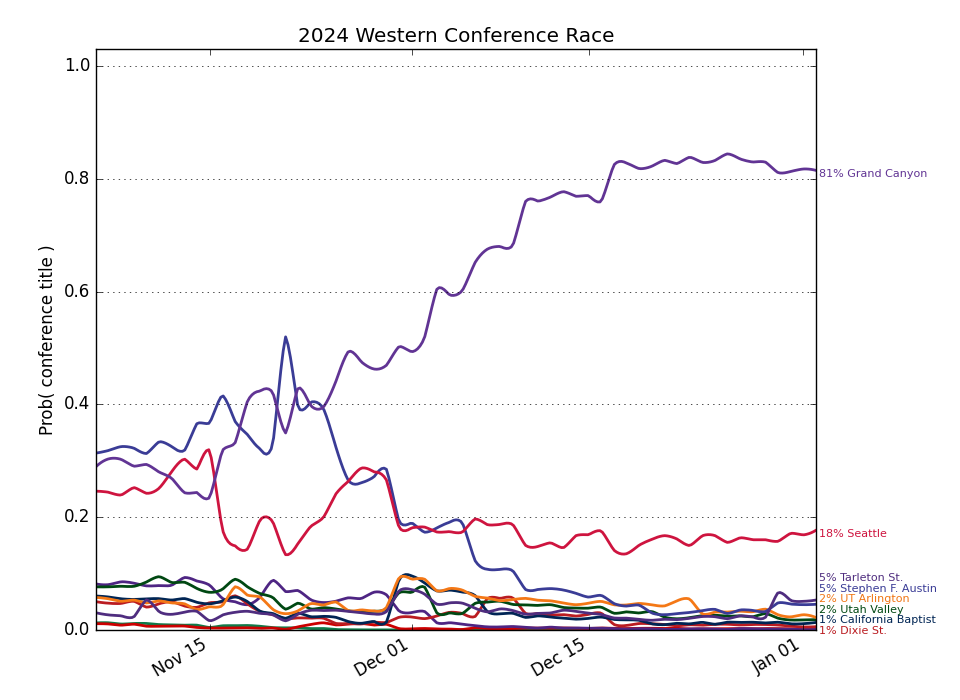 2024 Western Conference Race
Prob( conference title )
1.0
0.8
0.6
0.4
0.2
0.0
81% Grand Canyon
18% Seattle
5% Tarleton St.
5% Stephen F. Austin
2% UT Arlington
2% Utah Valley
1% California Baptist
1% Dixie St.
Nov 15
Dec 01
Dec 15
Jan 01